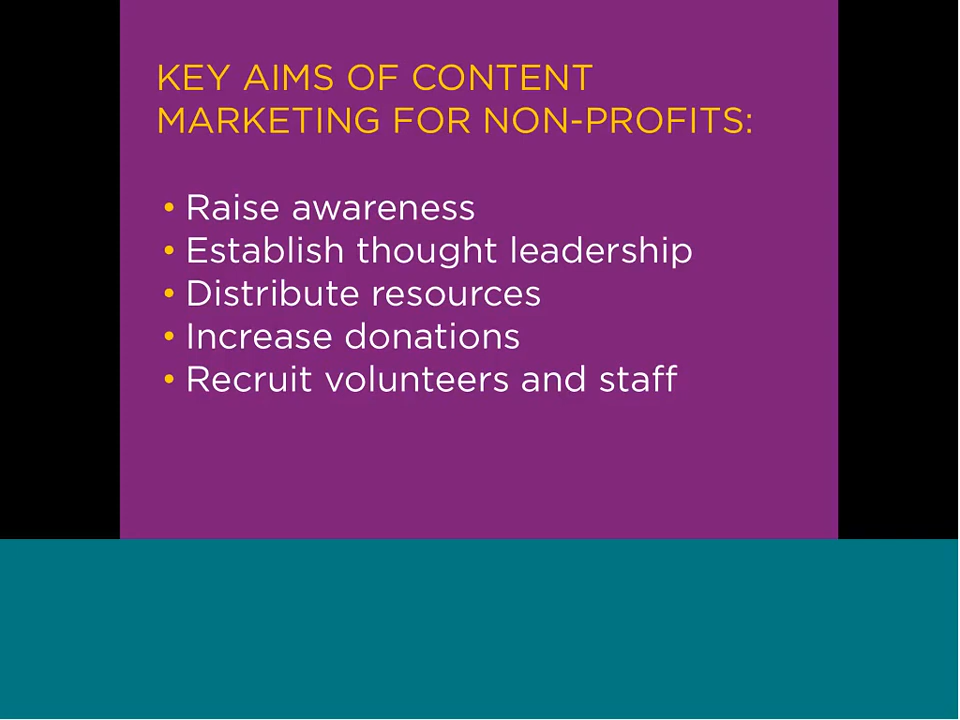 KEY AIMS OF CONTENT
MARKETING FOR NON-PROFITS:
• Raise awareness
• Establish thought leadership
• Distribute resources
• Increase donations
• Recruit volunteers and staff